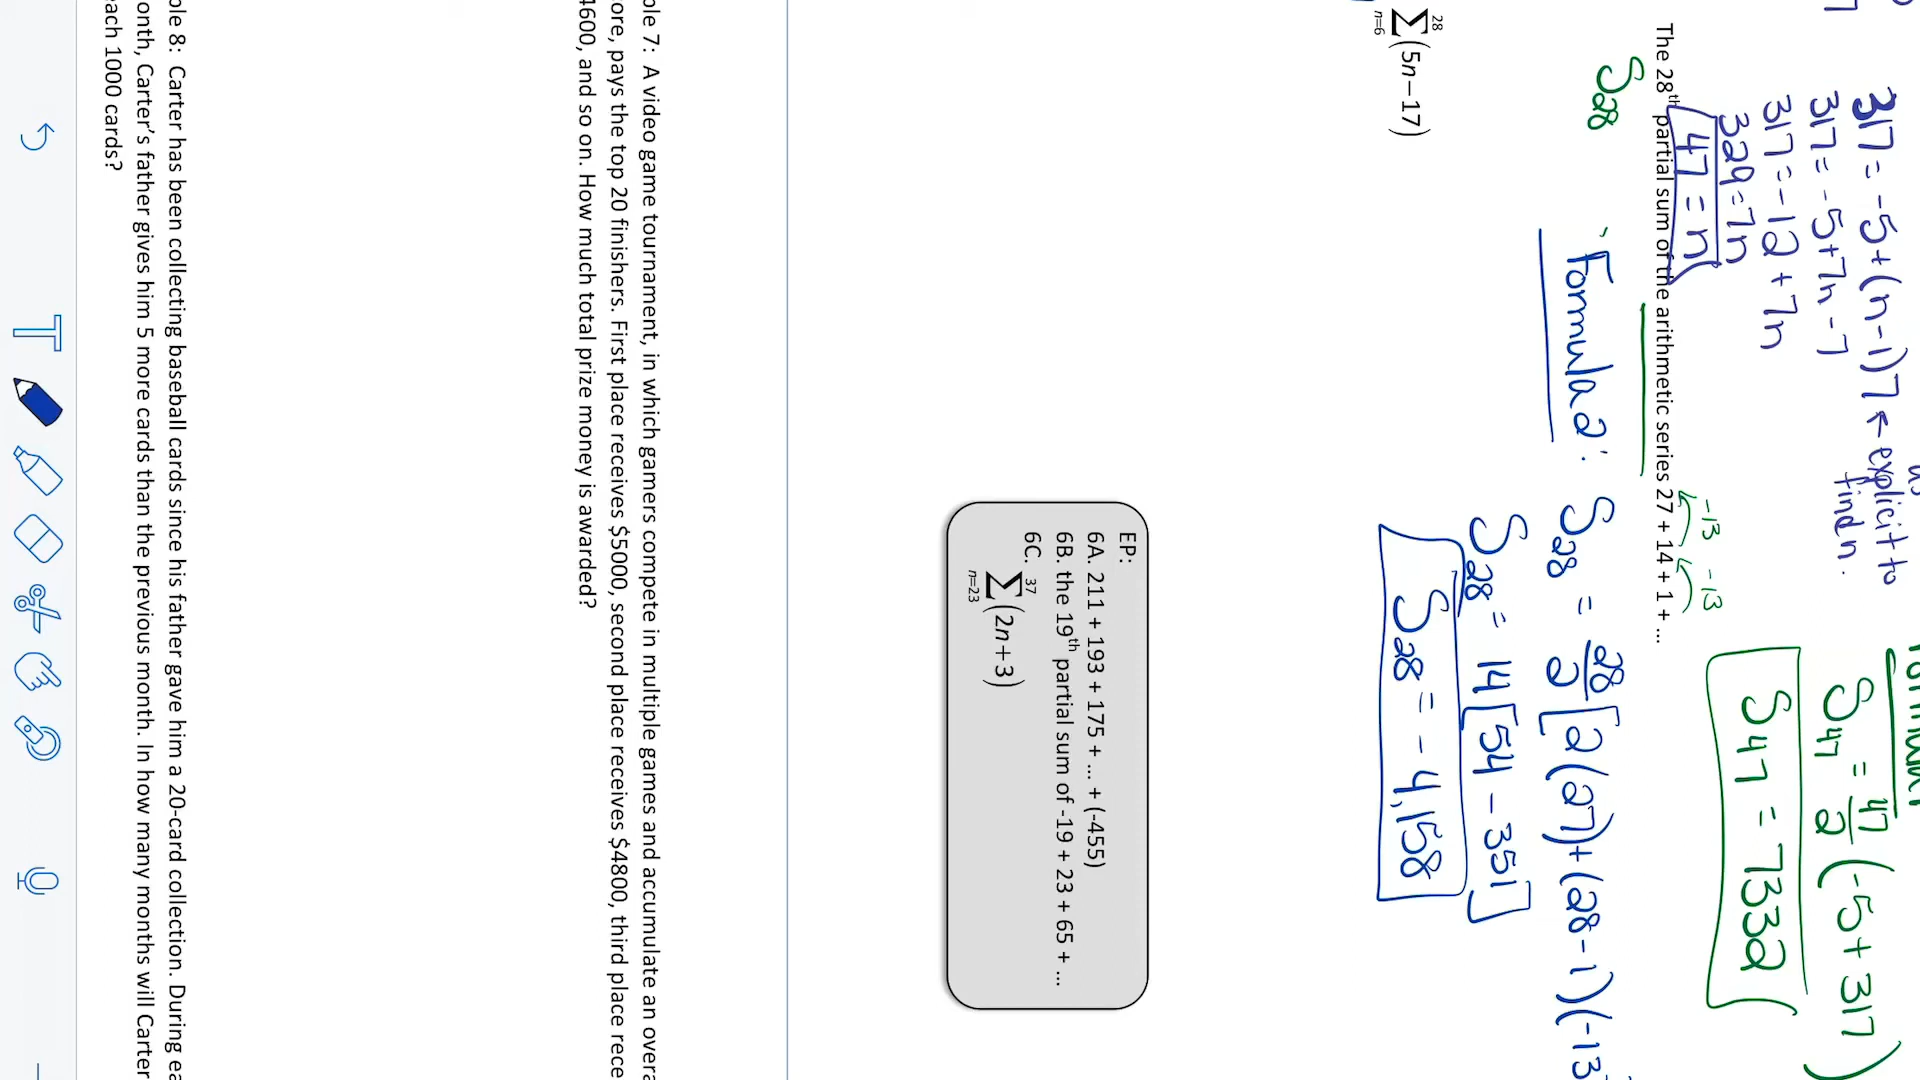 317 = -5 + (n-1)7 ← explicit to
find n.
317 = -5+7n-7
317 = -12+7n
329=7n
47 = n
S47 = 47/2 (-5+317)
S47 = 7332
-13 -13
The 28th partial sum of the arithmetic series 27 + 14 + 1 + ...
S28
Formula 2: S28 = 28/2 [2(27)+(28-1)(-13
S28 = 14[54-351]
S28 = -4,158
28
∑(5n−17)
n=6
EP:
6A. 211 + 193 + 175 + ... + (-455)
6B. the 19th partial sum of -19 + 23 + 65 + ...
6C. 37
∑(2n+3)
n=23
ple 7: A video game tournament, in which gamers compete in multiple games and accumulate an overa
ore, pays the top 20 finishers. First place receives $5000, second place receives $4800, third place rece
4600, and so on. How much total prize money is awarded?
ple 8: Carter has been collecting baseball cards since his father gave him a 20-card collection. During ea
onth, Carter's father gives him 5 more cards than the previous month. In how many months will Carter
each 1000 cards?
T